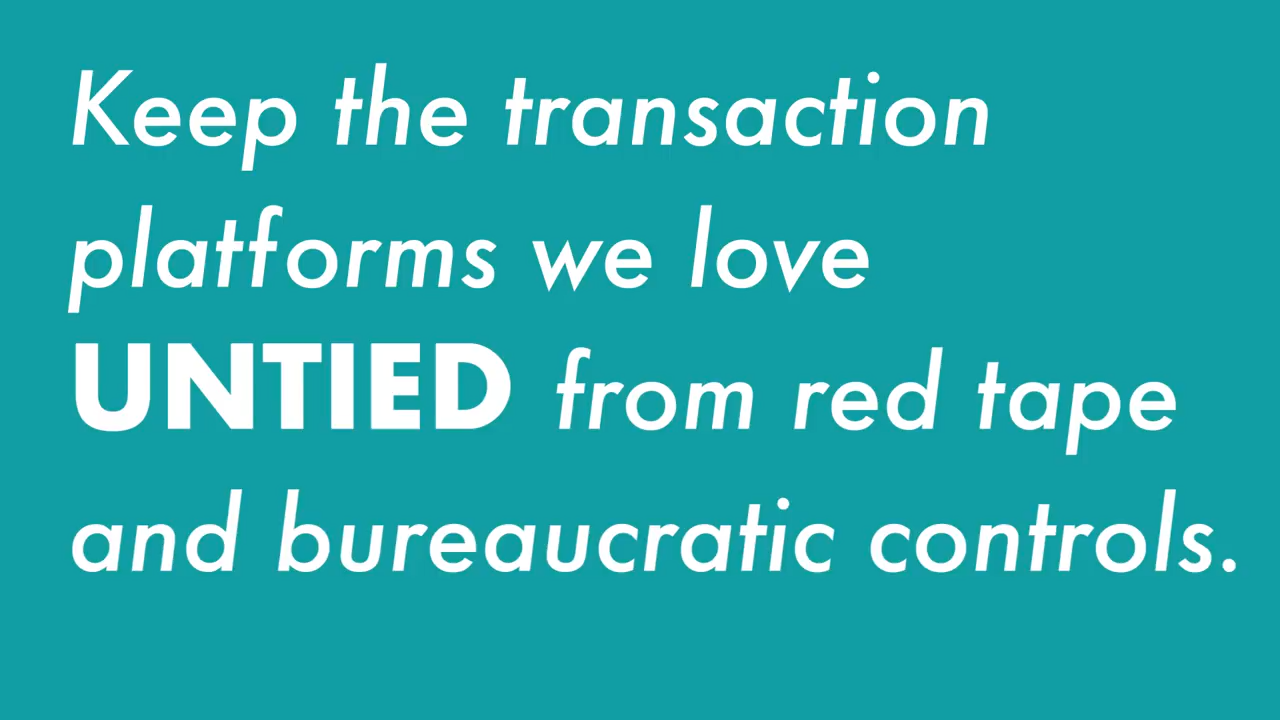 Keep the transaction
platforms we love
UNTIED from red tape
and bureaucratic controls.